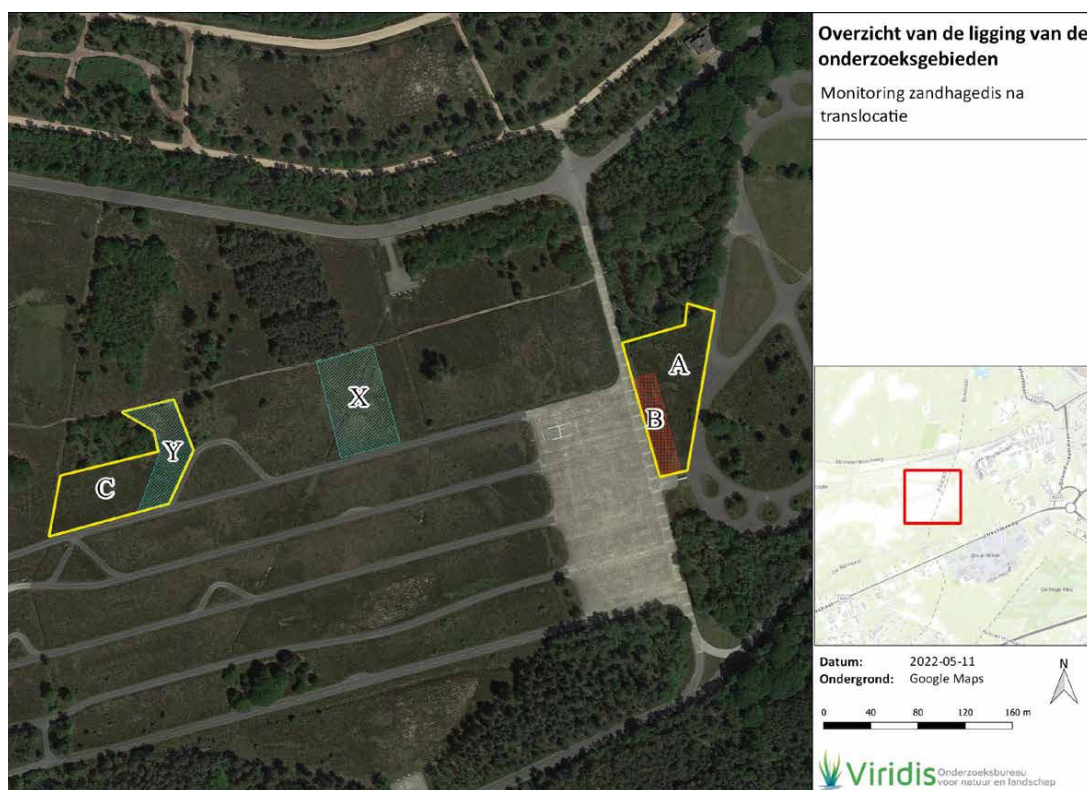 Overzicht van de ligging van de
onderzoeksgebieden
Monitoring zandhagedis na
translocatie
A
B
X
Y
C
Datum: 2022-05-11
Ondergrond: Google Maps
N
0 40 80 120 160 m
Viridis Onderzoeksbureau
voor natuur en landschap